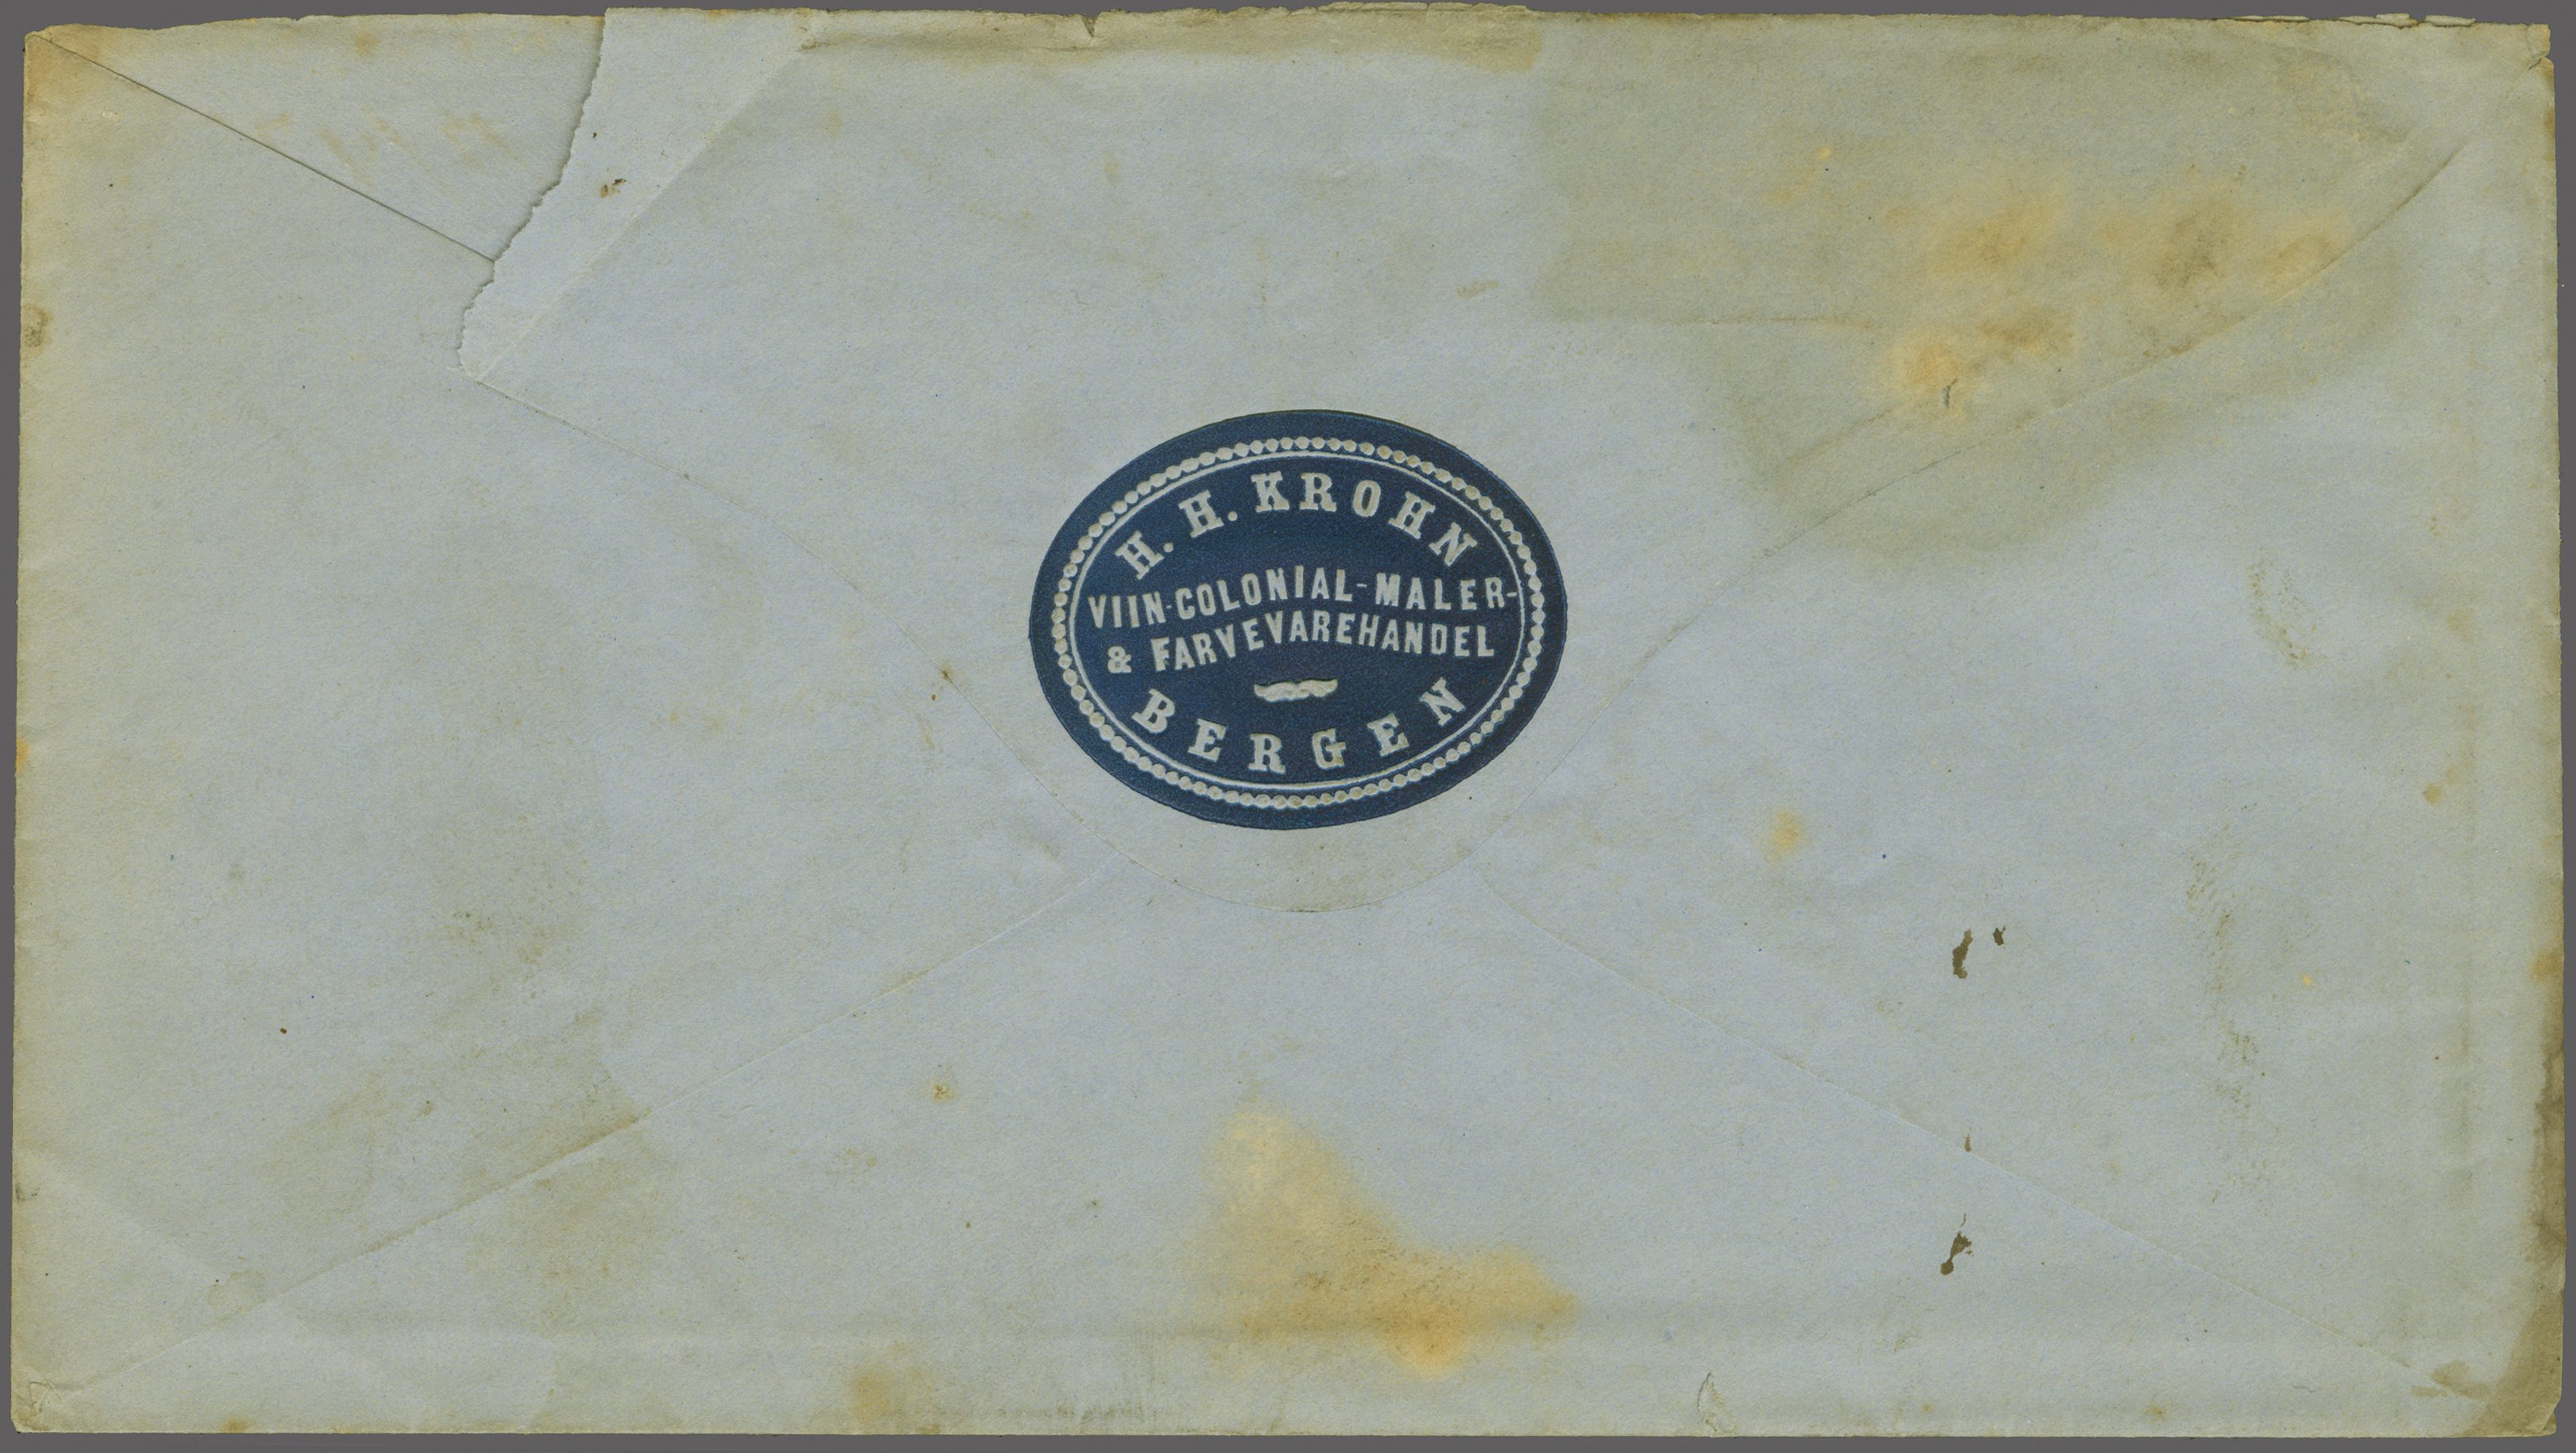 H. H. KROHN
VIIN-COLONIAL-MALER-
& FARVEVAREHANDEL
BERGEN